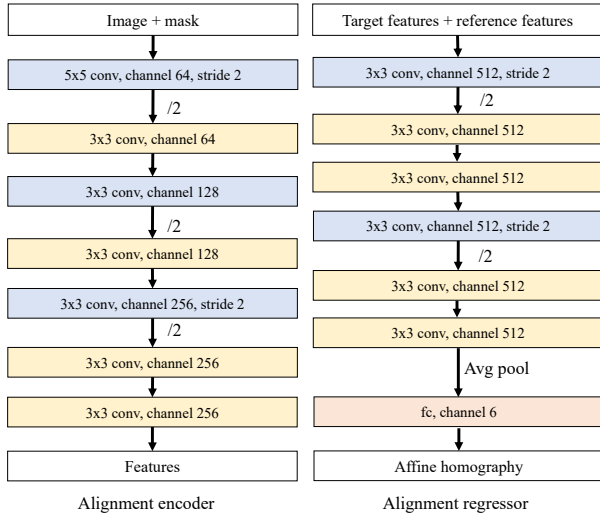 Image + mask
5x5 conv, channel 64, stride 2
/2
3x3 conv, channel 64
3x3 conv, channel 128
/2
3x3 conv, channel 128
3x3 conv, channel 256, stride 2
/2
3x3 conv, channel 256
3x3 conv, channel 256
Features
Alignment encoder
Target features + reference features
3x3 conv, channel 512, stride 2
/2
3x3 conv, channel 512
3x3 conv, channel 512
3x3 conv, channel 512, stride 2
/2
3x3 conv, channel 512
3x3 conv, channel 512
Avg pool
fc, channel 6
Affine homography
Alignment regressor